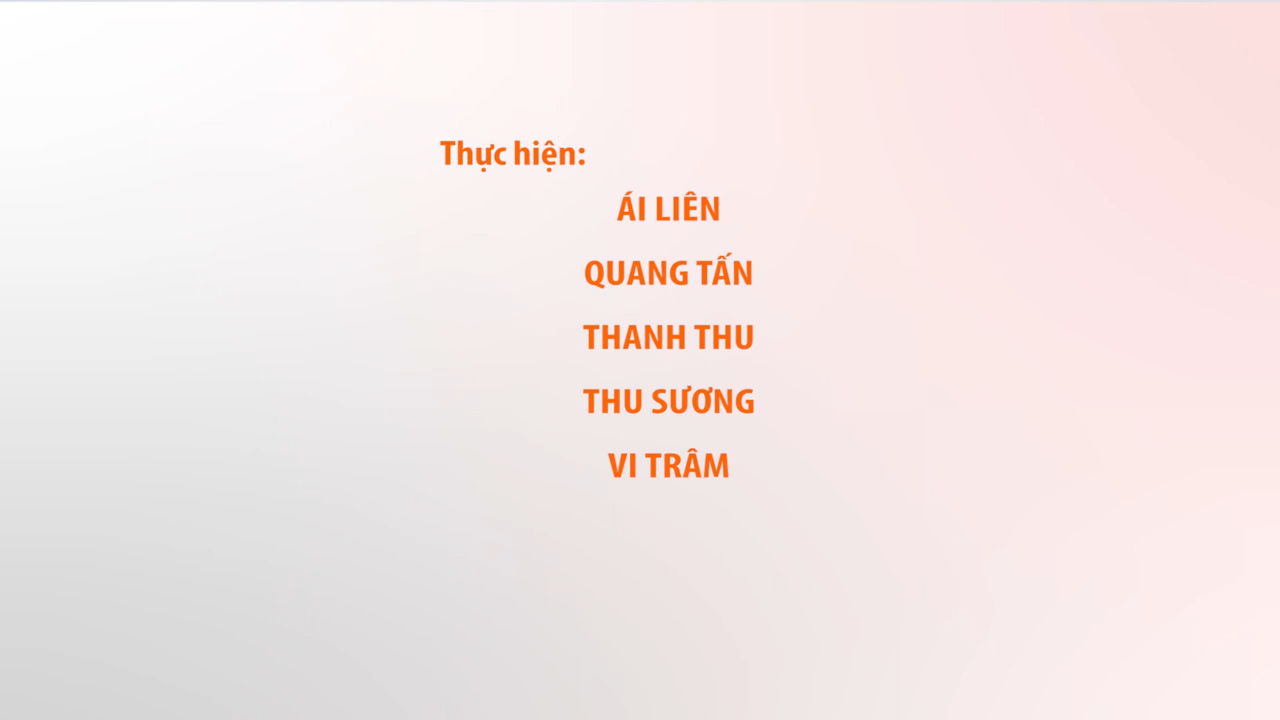 Thực hiện:
ÁI LIÊN
QUANG TẤN
THANH THU
THU SƯƠNG
VI TRÂM